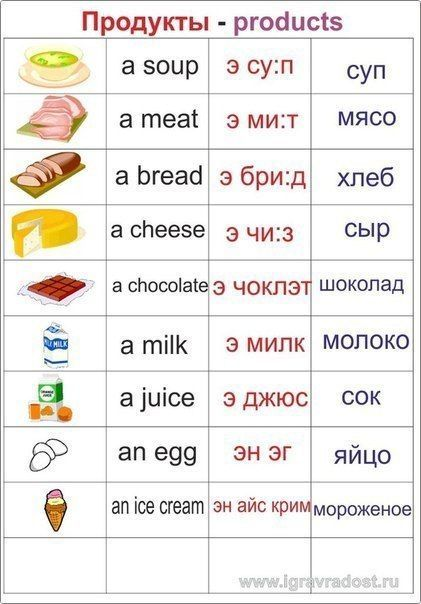 Продукты - products
a soup э су:п суп
a meat э ми:т мясо
a bread э бри:д хлеб
a cheese э чи:з сыр
a chocolate э чоклэт шоколад
MILK
a milk э милк молоко
a juice э джюс сок
an egg эн эг яйцо
an ice cream эн айс крим мороженое
www.igravradost.ru